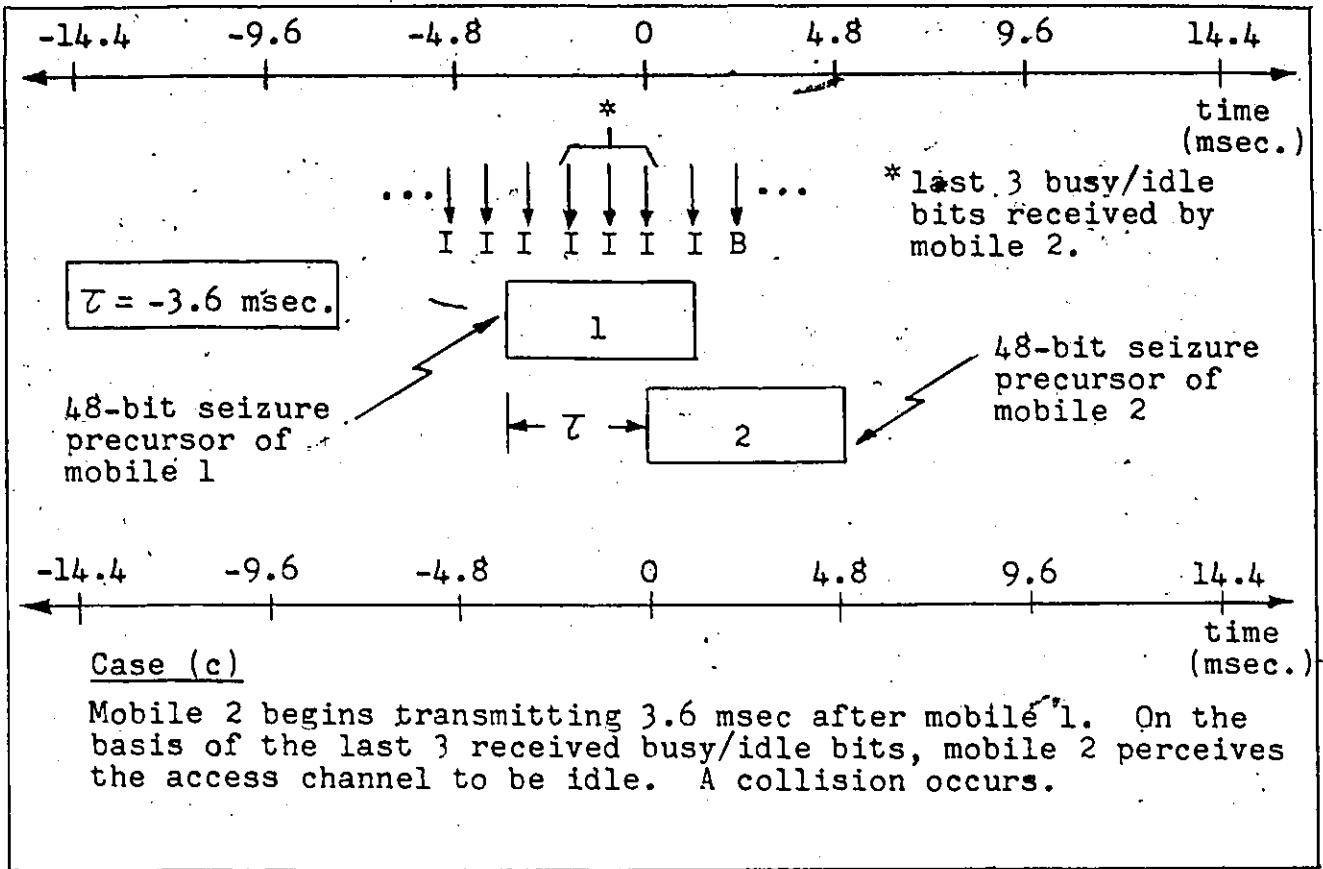 -14.4 -9.6 -4.8 0 4.8 9.6 14.4
time
(msec.)
*
* last 3 busy/idle
bits received by
mobile 2.
... ...
I I I I I I I B
τ = -3.6 msec.
1
48-bit seizure
precursor of
mobile 2
48-bit seizure
precursor of
mobile 1
τ
2
-14.4 -9.6 -4.8 0 4.8 9.6 14.4
time
(msec.)
Case (c)
Mobile 2 begins transmitting 3.6 msec after mobile 1. On the
basis of the last 3 received busy/idle bits, mobile 2 perceives
the access channel to be idle. A collision occurs.